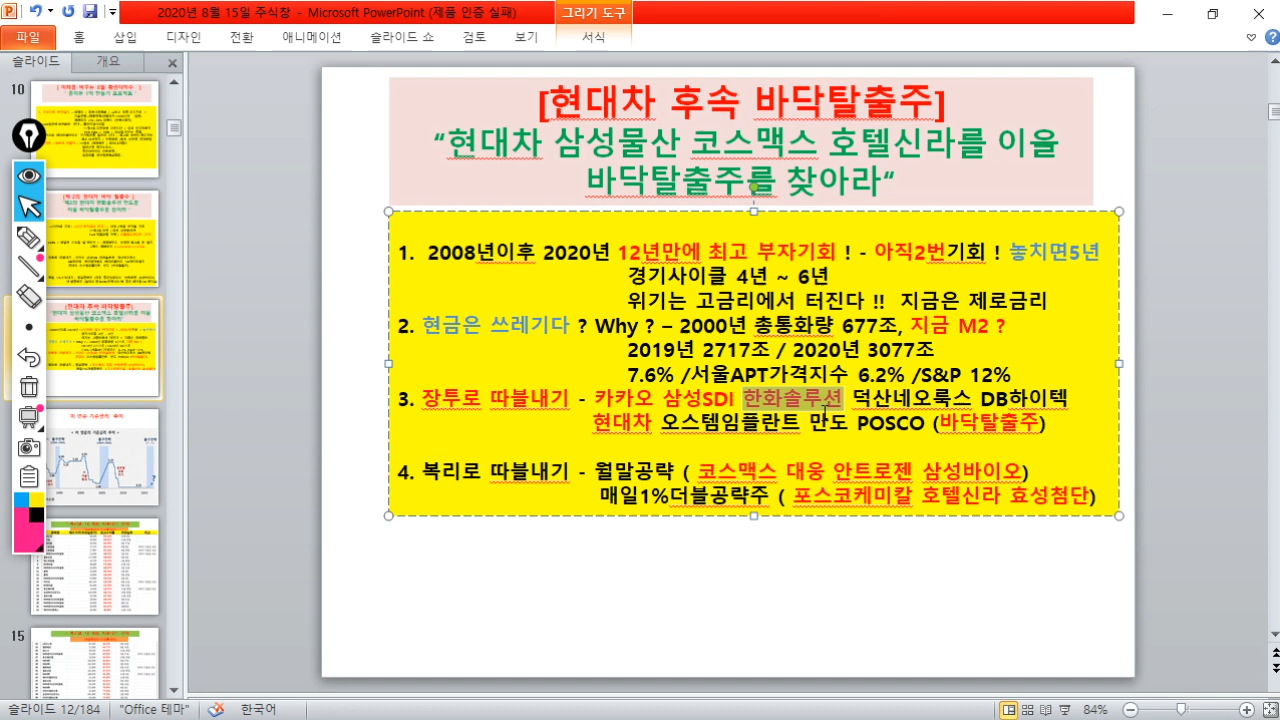 2020년 8월 15일 주식창 - Microsoft PowerPoint (제품 인증 실패)
그리기 도구
파일 홈 삽입 디자인 전환 애니메이션 슬라이드 쇼 검토 보기 서식
슬라이드 개요
10
15
[현대차 후속 바닥탈출주]
“현대차 삼성물산 코스맥스 호텔신라를 이을
바닥탈출주를 찾아라“
1. 2008년이후 2020년 12년만에 최고 부자기회 ! - 아직2번기회 ! 놓치면5년
경기사이클 4년 ~ 6년
위기는 고금리에서 터진다 !! 지금은 제로금리
2. 현금은 쓰레기다 ? Why ? – 2000년 총통화량 677조, 지금 M2 ?
2019년 2717조 / 2020년 3077조
7.6% /서울APT가격지수 6.2% /S&P 12%
3. 장투로 따블내기 - 카카오 삼성SDI 한화솔루션 덕산네오룩스 DB하이텍
현대차 오스템임플란트 만도 POSCO (바닥탈출주)
4. 복리로 따블내기 - 월말공략 ( 코스맥스 대웅 안트로젠 삼성바이오)
매일1%더블공략주 ( 포스코케미칼 호텔신라 효성첨단)
슬라이드 12/184 "Office 테마" 한국어 84%